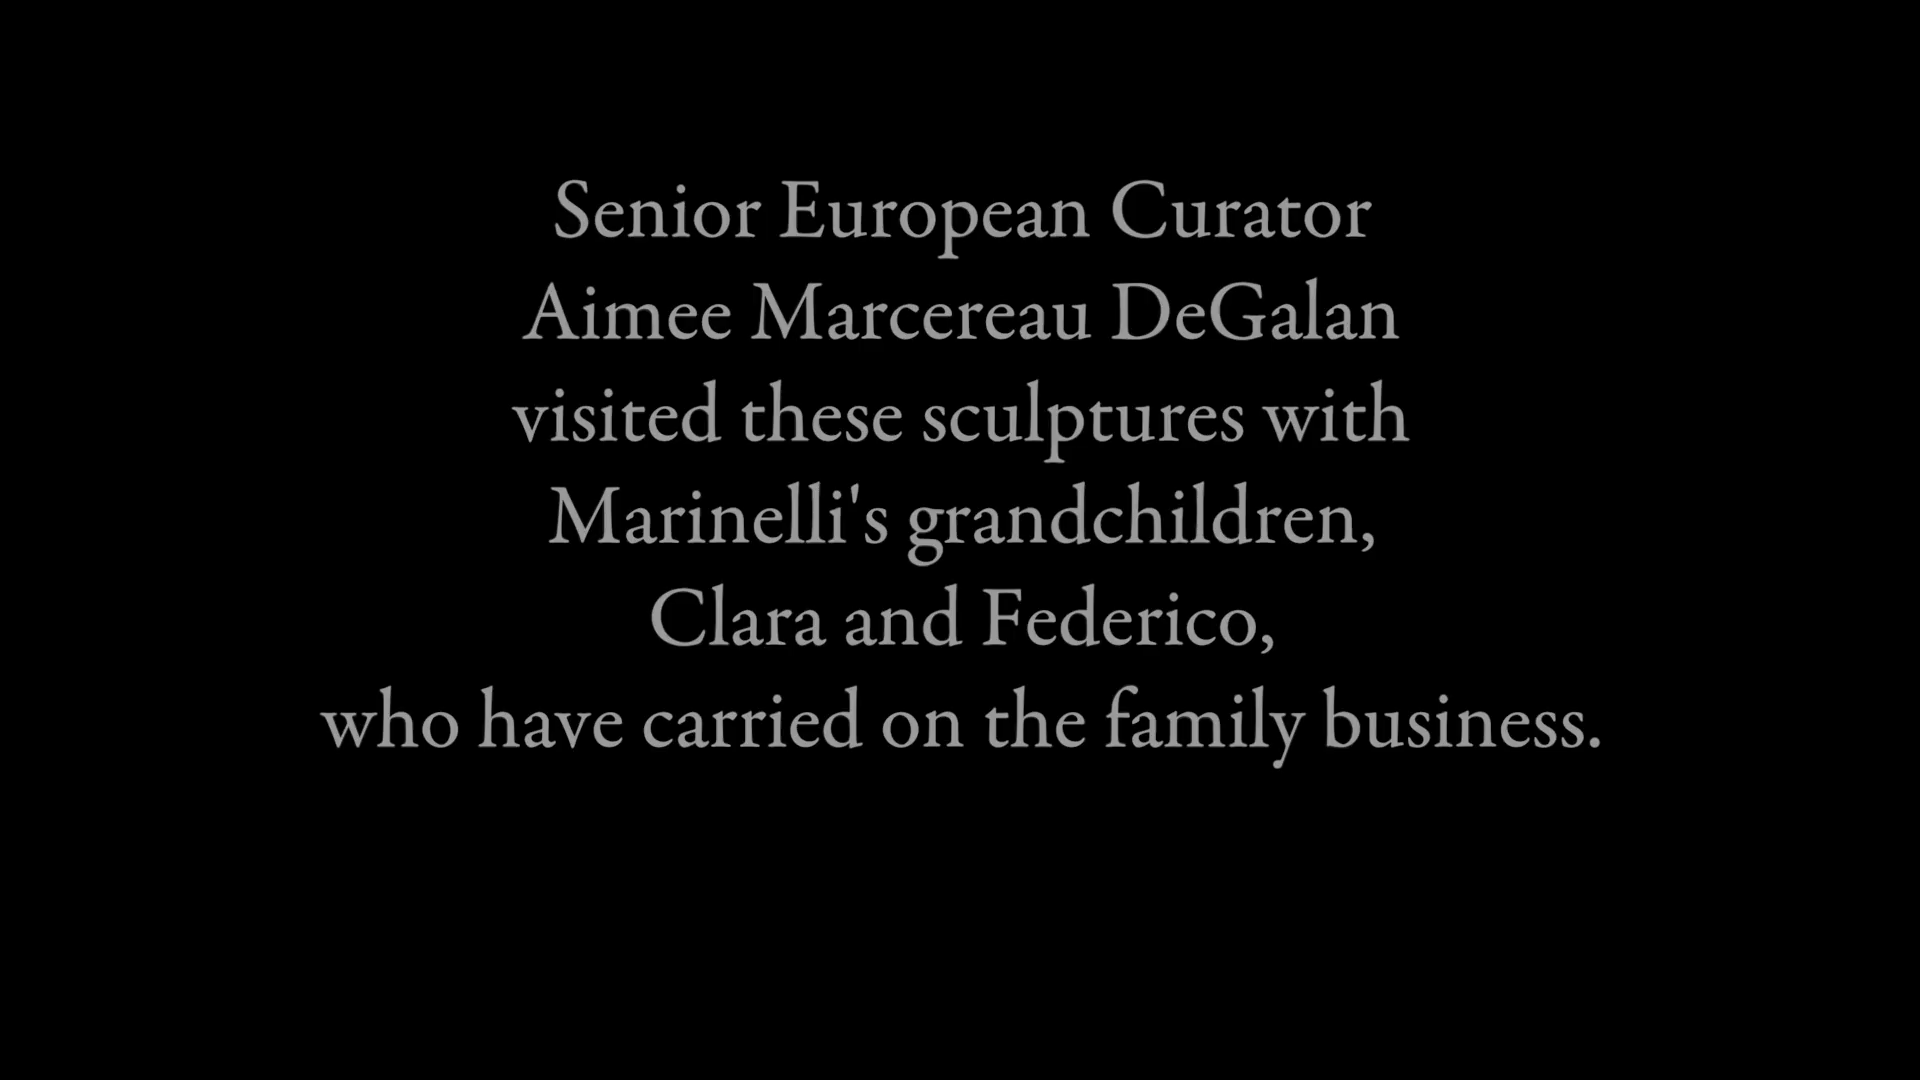 Senior European Curator
Aimee Marcereau DeGalan
visited these sculptures with
Marinelli's grandchildren,
Clara and Federico,
who have carried on the family business.